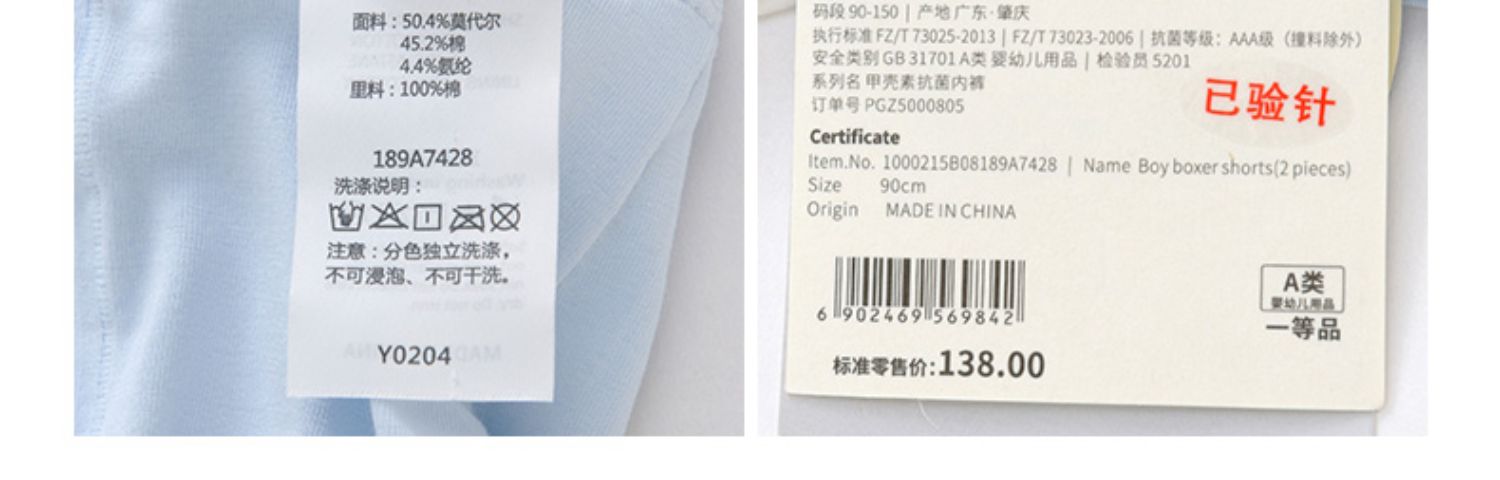 面料：50.4%莫代尔
45.2%棉
4.4%氨纶
里料：100%棉
189A7428
洗涤说明：
注意：分色独立洗涤，
不可浸泡、不可干洗。
Y0204
码段 90-150 | 产地 广东·肇庆
执行标准 FZ/T 73025-2013 | FZ/T 73023-2006 | 抗菌等级：AAA级（撞料除外）
安全类别 GB 31701 A类 婴幼儿用品 | 检验员 5201
系列名 甲壳素抗菌内裤
订单号 PGZ5000805
已验针
Certificate
Item.No. 1000215B08189A7428 | Name Boy boxer shorts(2 pieces)
Size 90cm
Origin MADE IN CHINA
6 902469 569842
A类
婴幼儿用品
一等品
标准零售价:138.00